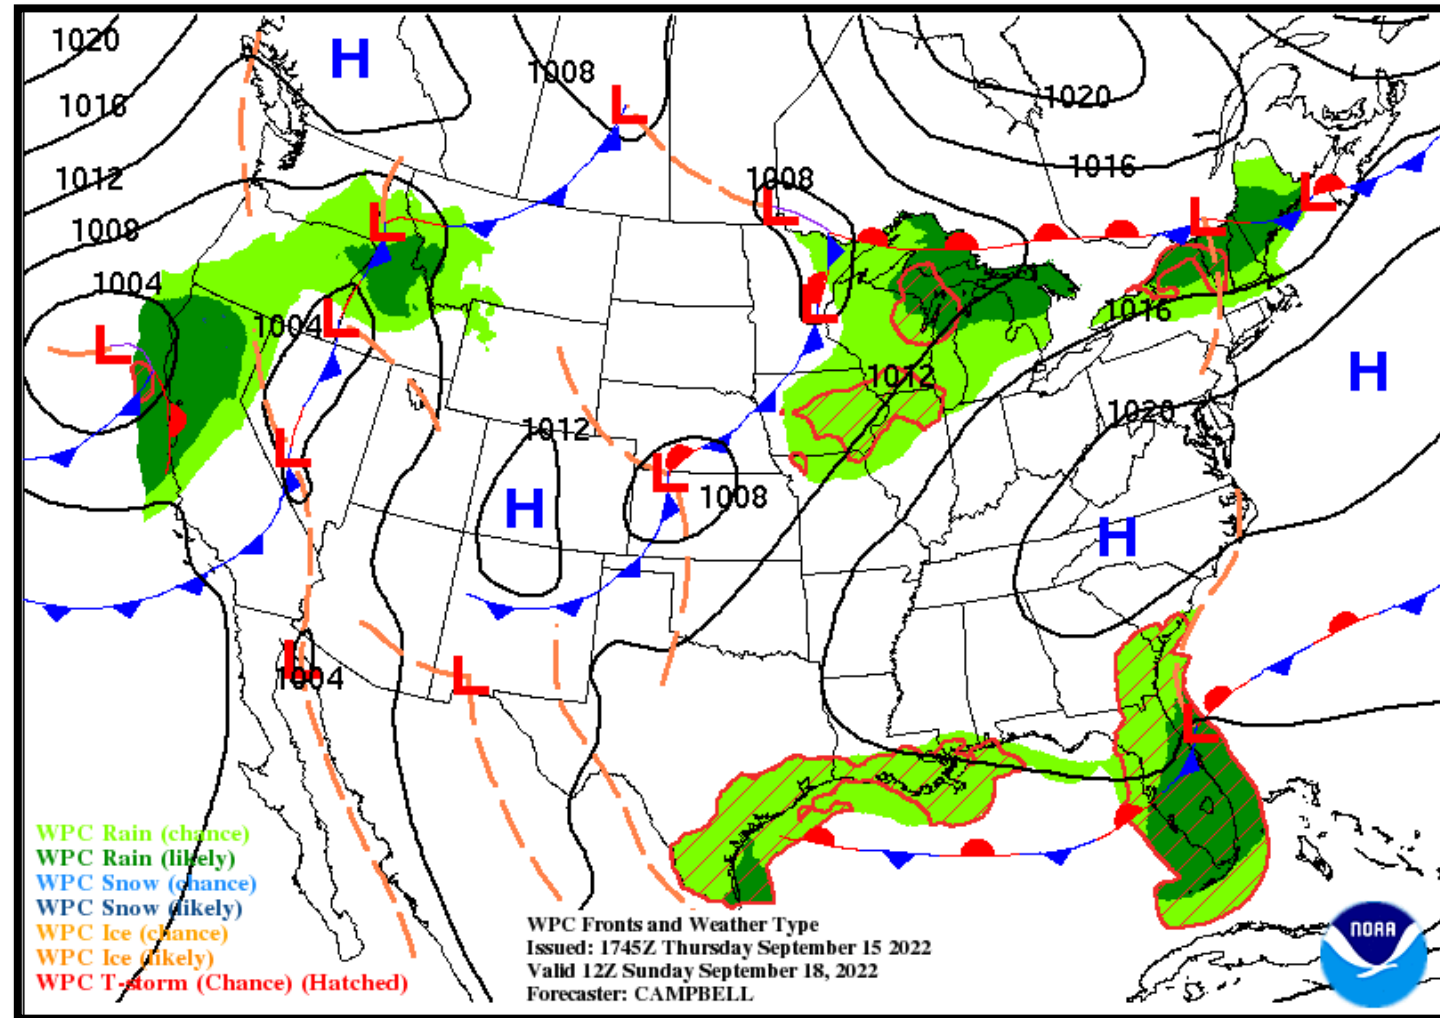 1020
H
1008
1016
1020
L
1016
1012
1008
L
L
L
L
1008
H
1004
1004
L
L
L
1016
1012
1020
1012
L
L
1008
H
H
L
1004
L
L
WPC Rain (chance)
WPC Rain (likely)
WPC Snow (chance)
WPC Snow (likely)
WPC Ice (chance)
WPC Ice (likely)
WPC T-storm (Chance) (Hatched)
WPC Fronts and Weather Type
Issued: 1745Z Thursday September 15 2022
Valid 12Z Sunday September 18, 2022
Forecaster: CAMPBELL
NOAA